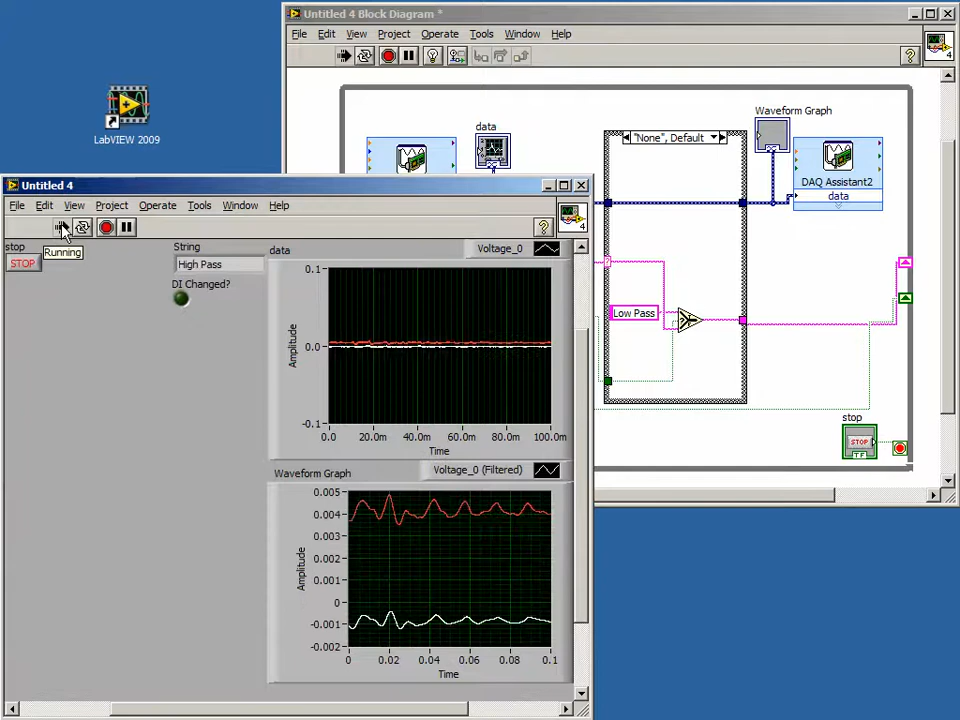 Untitled 4 Block Diagram *
File Edit View Project Operate Tools Window Help
4
LabVIEW 2009
data
"None", Default
Waveform Graph
DAQ Assistant2
data
Low Pass
stop
STOP
TF
Untitled 4
File Edit View Project Operate Tools Window Help
4
Running
stop
STOP
String
High Pass
DI Changed?
data
Voltage_0
0.1
0.0
-0.1
Amplitude
0.0 20.0m 40.0m 60.0m 80.0m 100.0m
Time
Waveform Graph
Voltage_0 (Filtered)
0.005
0.004
0.003
0.002
0.001
0
-0.001
-0.002
Amplitude
0 0.02 0.04 0.06 0.08 0.1
Time